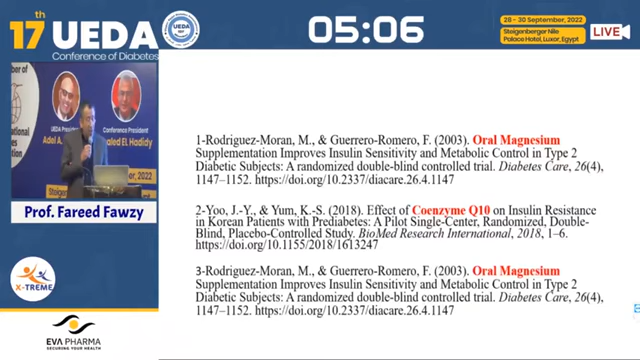 17th UEDA
Conference of Diabetes
05:06
26 - 30 September, 2022
Steigenberger Nile
Palace Hotel, Luxor, Egypt
LIVE
UEDA President
Conference President
Adel A.
aled El Hadidy
Prof. Fareed Fawzy
X-TREME
EVA PHARMA
SECURING YOUR HEALTH
1-Rodriguez-Moran, M., & Guerrero-Romero, F. (2003). Oral Magnesium
Supplementation Improves Insulin Sensitivity and Metabolic Control in Type 2
Diabetic Subjects: A randomized double-blind controlled trial. Diabetes Care, 26(4),
1147–1152. https://doi.org/10.2337/diacare.26.4.1147
2-Yoo, J.-Y., & Yum, K.-S. (2018). Effect of Coenzyme Q10 on Insulin Resistance
in Korean Patients with Prediabetes: A Pilot Single-Center, Randomized, Double-
Blind, Placebo-Controlled Study. BioMed Research International, 2018, 1–6.
https://doi.org/10.1155/2018/1613247
3-Rodriguez-Moran, M., & Guerrero-Romero, F. (2003). Oral Magnesium
Supplementation Improves Insulin Sensitivity and Metabolic Control in Type 2
Diabetic Subjects: A randomized double-blind controlled trial. Diabetes Care, 26(4),
1147–1152. https://doi.org/10.2337/diacare.26.4.1147